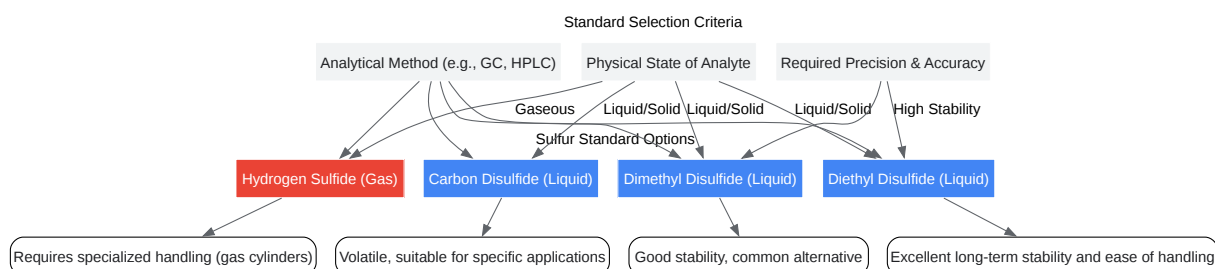 Standard Selection Criteria
Analytical Method (e.g., GC, HPLC)
Physical State of Analyte
Required Precision & Accuracy
Gaseous
Liquid/Solid
Liquid/Solid
Liquid/Solid
High Stability
Sulfur Standard Options
Hydrogen Sulfide (Gas)
Carbon Disulfide (Liquid)
Dimethyl Disulfide (Liquid)
Diethyl Disulfide (Liquid)
Requires specialized handling (gas cylinders)
Volatile, suitable for specific applications
Good stability, common alternative
Excellent long-term stability and ease of handling